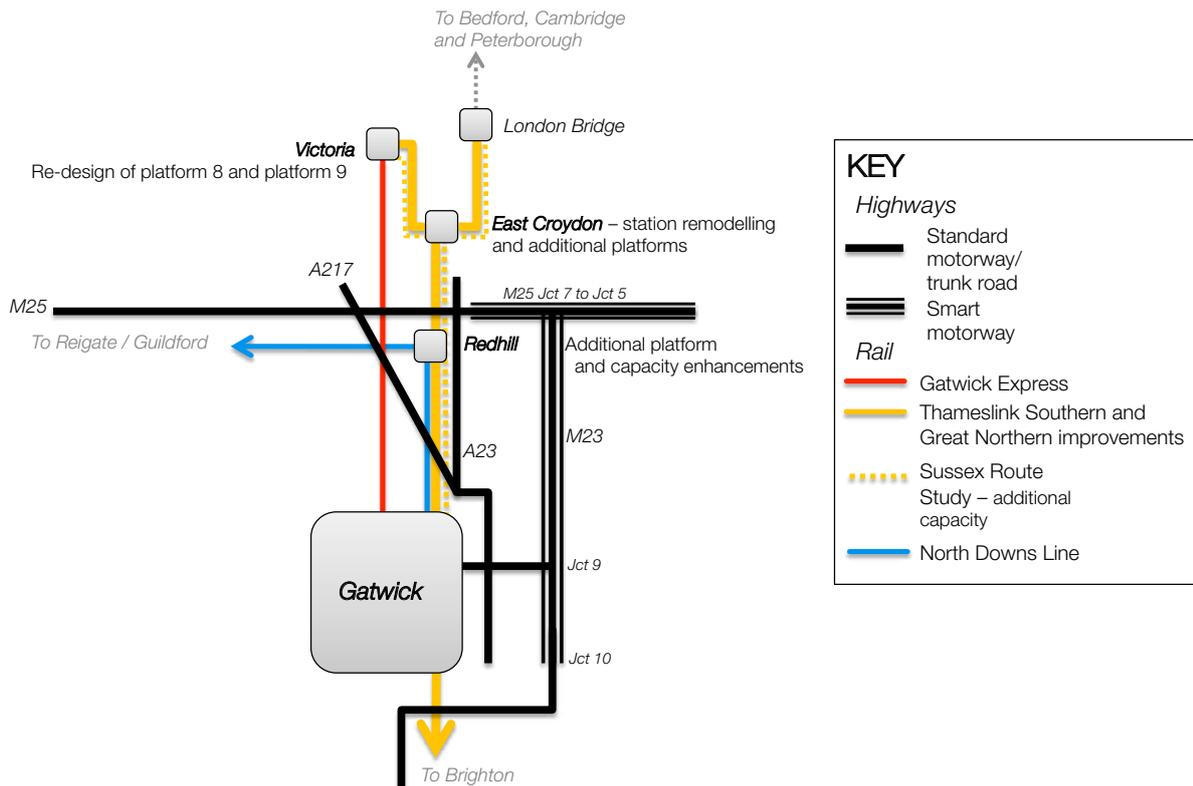 To Bedford, Cambridge
and Peterborough
London Bridge
Victoria
Re-design of platform 8 and platform 9
East Croydon – station remodelling
and additional platforms
A217
M25
M25 Jct 7 to Jct 5
To Reigate / Guildford
Redhill
Additional platform
and capacity enhancements
M23
A23
Jct 9
Gatwick
Jct 10
To Brighton
KEY
Highways
Standard
motorway/
trunk road
Smart
motorway
Rail
Gatwick Express
Thameslink Southern and
Great Northern improvements
Sussex Route
Study – additional
capacity
North Downs Line